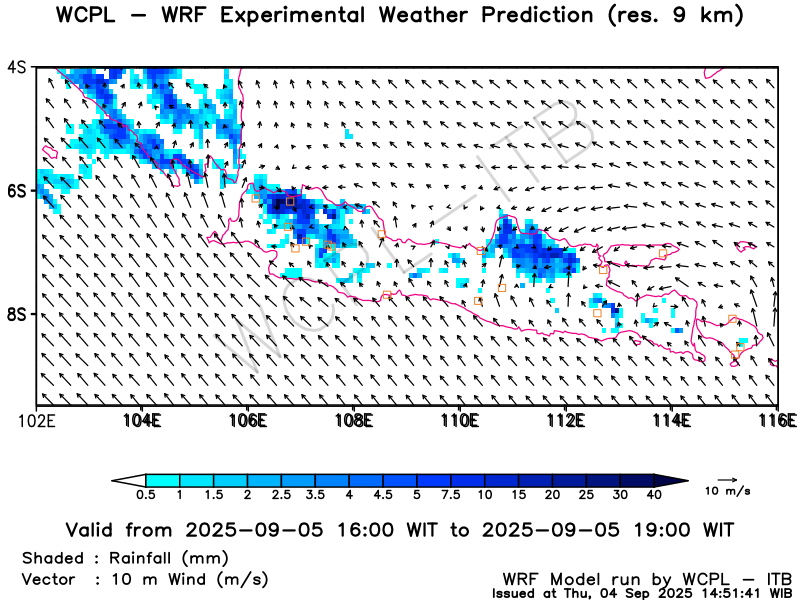 WCPL – WRF Experimental Weather Prediction (res. 9 km)
4S
6S
8S
WCPL-ITB
102E 104E 106E 108E 110E 112E 114E 116E
0.5 1 1.5 2 2.5 3.5 4 4.5 5 7.5 10 15 20 25 30 40
10 m/s
Valid from 2025-09-05 16:00 WIT to 2025-09-05 19:00 WIT
Shaded : Rainfall (mm)
Vector : 10 m Wind (m/s)
WRF Model run by WCPL – ITB
Issued at Thu, 04 Sep 2025 14:51:41 WIB